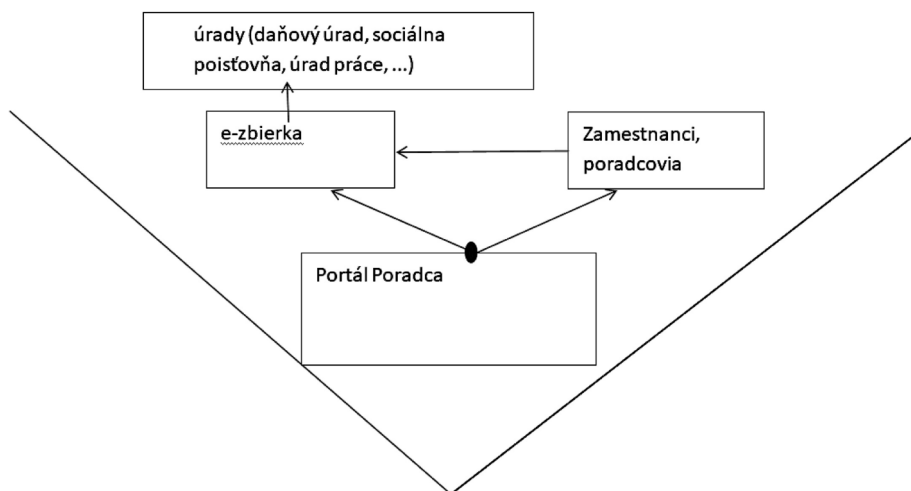 úrady (daňový úrad, sociálna
poisťovňa, úrad práce, ...)
e-zbierka
Zamestnanci,
poradcovia
Portál Poradca